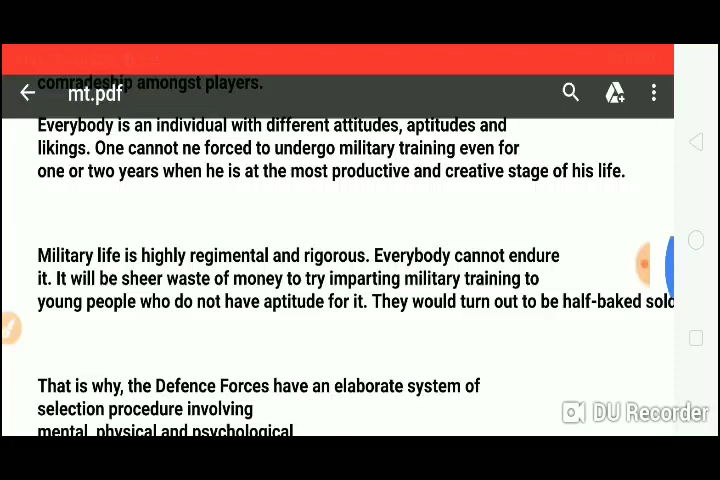 comradeship amongst players.
mt.pdf
Everybody is an individual with different attitudes, aptitudes and
likings. One cannot ne forced to undergo military training even for
one or two years when he is at the most productive and creative stage of his life.
Military life is highly regimental and rigorous. Everybody cannot endure
it. It will be sheer waste of money to try imparting military training to
young people who do not have aptitude for it. They would turn out to be half-baked sold
That is why, the Defence Forces have an elaborate system of
selection procedure involving
mental, physical and psychological
DU Recorder